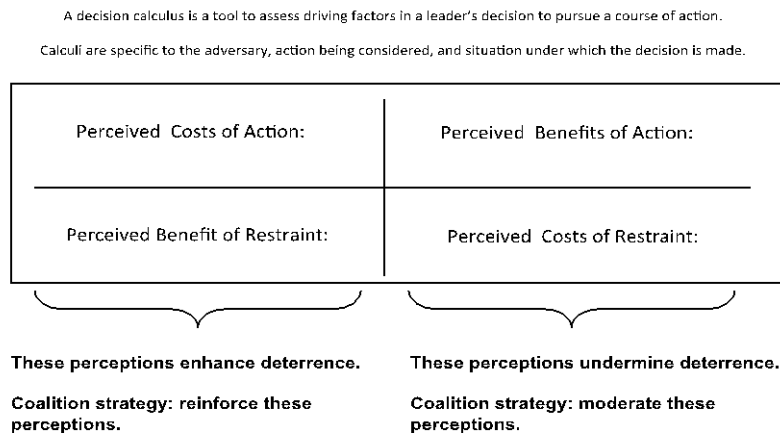 A decision calculus is a tool to assess driving factors in a leader's decision to pursue a course of action.
Calculi are specific to the adversary, action being considered, and situation under which the decision is made.
Perceived Costs of Action:
Perceived Benefits of Action:
Perceived Benefit of Restraint:
Perceived Costs of Restraint:
These perceptions enhance deterrence.
Coalition strategy: reinforce these
perceptions.
These perceptions undermine deterrence.
Coalition strategy: moderate these
perceptions.